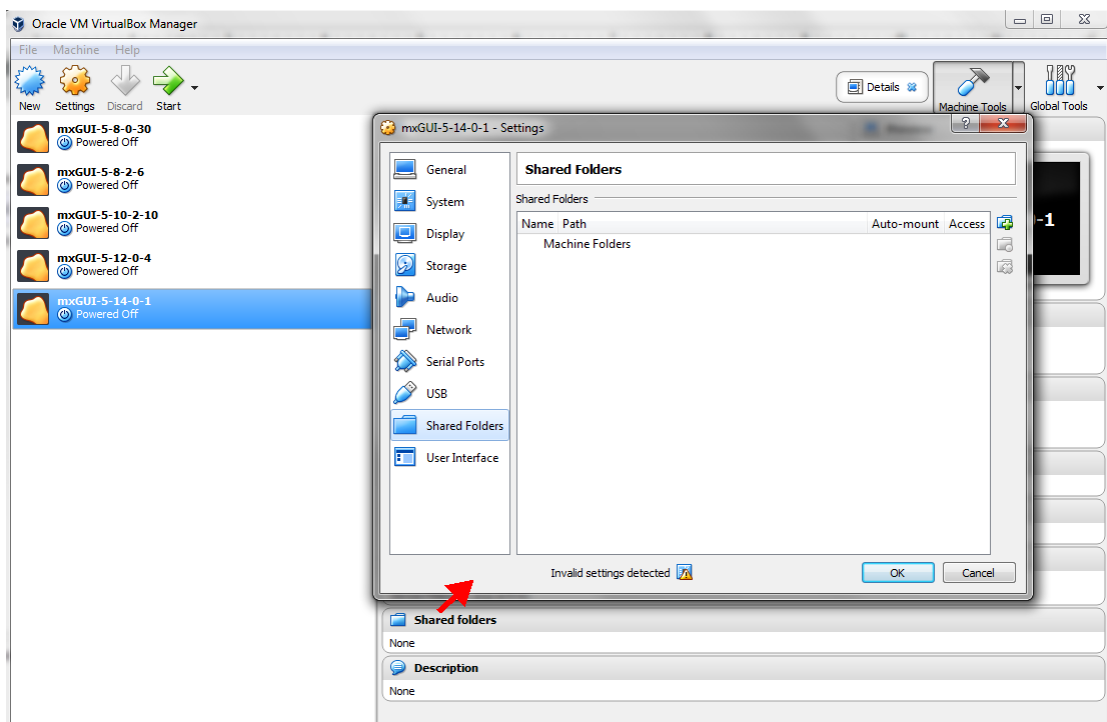 Oracle VM VirtualBox Manager
File Machine Help
New Settings Discard Start
Details
Machine Tools
Global Tools
mxGUI-5-8-0-30
Powered Off
mxGUI-5-8-2-6
Powered Off
mxGUI-5-10-2-10
Powered Off
mxGUI-5-12-0-4
Powered Off
mxGUI-5-14-0-1
Powered Off
mxGUI-5-14-0-1 - Settings
?
General
System
Display
Storage
Audio
Network
Serial Ports
USB
Shared Folders
User Interface
Shared Folders
Shared Folders
Name Path Auto-mount Access
Machine Folders
-1
Invalid settings detected
OK Cancel
Shared folders
None
Description
None